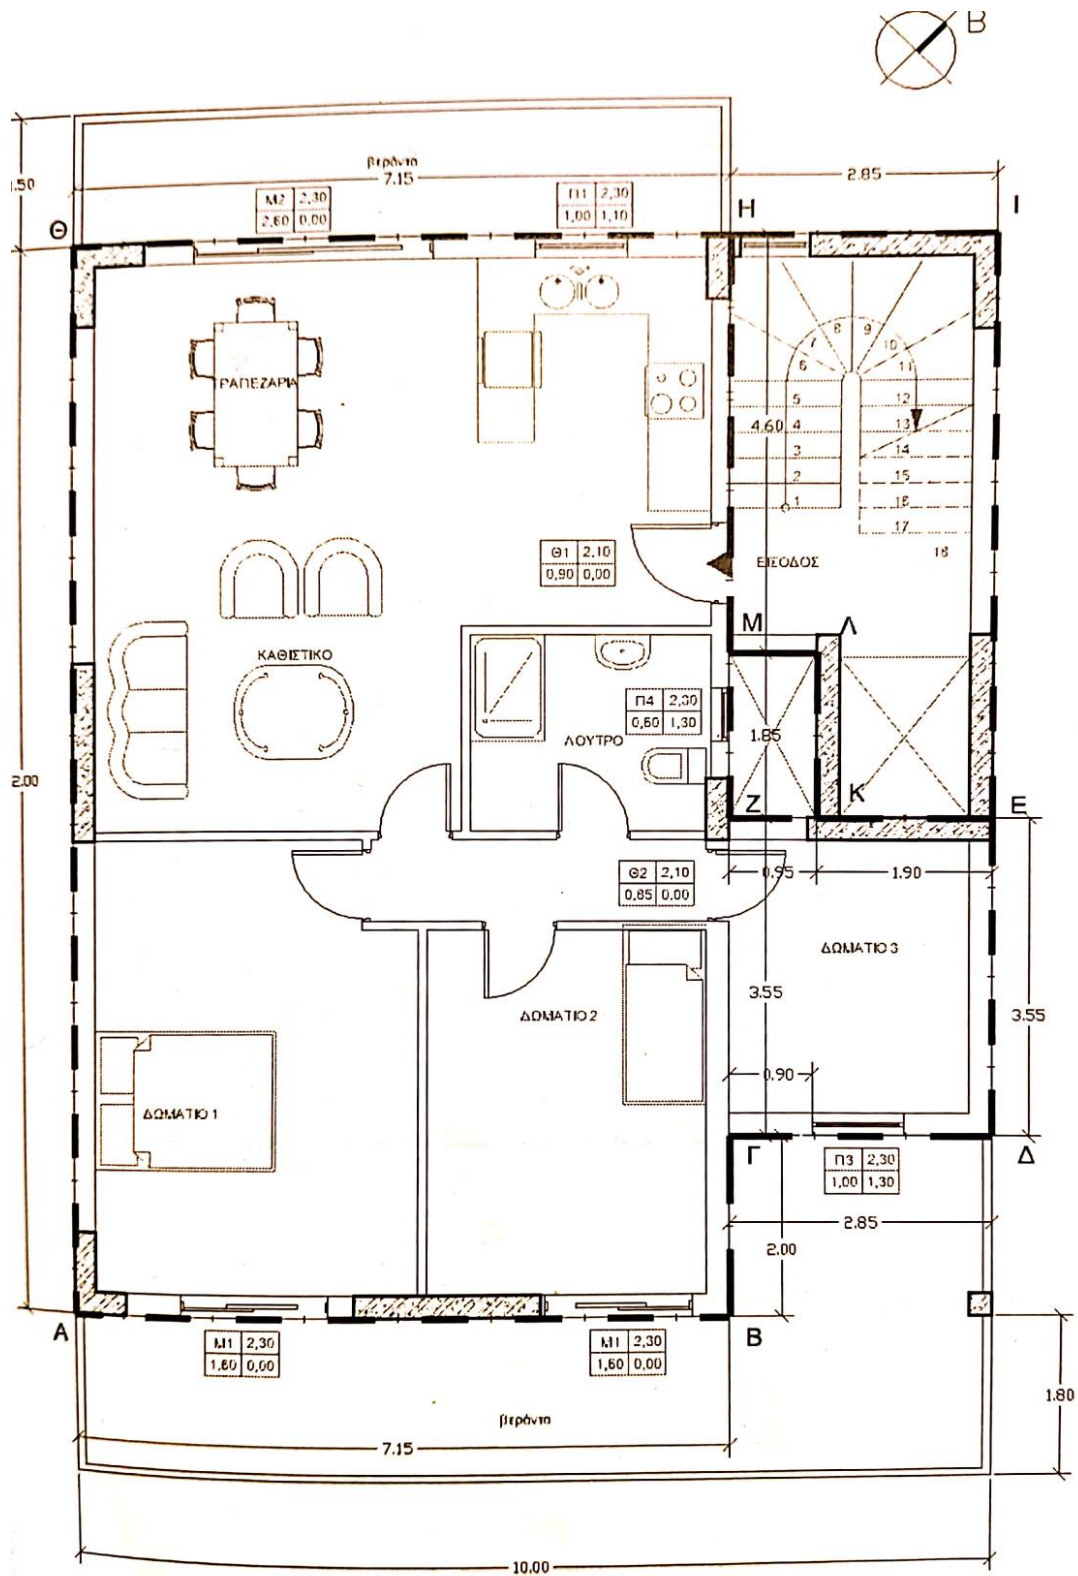 B
βεράντα
7.15
2.85
.50
M2 2,30
2,60 0,00
Π1 2,30
1,00 1,10
Θ
Η
Ι
8 9
7 10
6 11
5 12
4.60 4 13
3 14
2 15
1 16
17
18
ΡΑΠΕΖΑΡΙΑ
Θ1 2,10
0,90 0,00
ΕΙΣΟΔΟΣ
Μ
Λ
ΚΑΘΙΣΤΙΚΟ
Π4 2,30
0,60 1,30
ΛΟΥΤΡΟ
1.85
2.00
Ζ
Κ
Ε
Θ2 2,10
0,85 0,00
0.95
1.90
ΔΩΜΑΤΙΟ 3
3.55
3.55
ΔΩΜΑΤΙΟ 2
0.90
ΔΩΜΑΤΙΟ 1
Γ
Π3 2,30
1,00 1,30
Δ
2.85
2.00
Α
Μ1 2,30
1,60 0,00
Μ1 2,30
1,60 0,00
Β
1.80
βεράντα
7.15
10.00